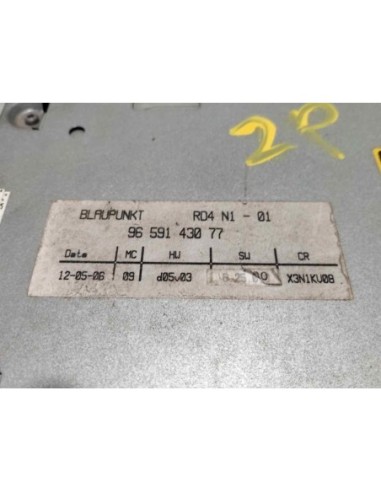 2P
BLAUPUNKT RD4 N1 - 01
96 591 430 77
Date MC HW SW CR
12-05-06 09 d05v03 X3N1KV08